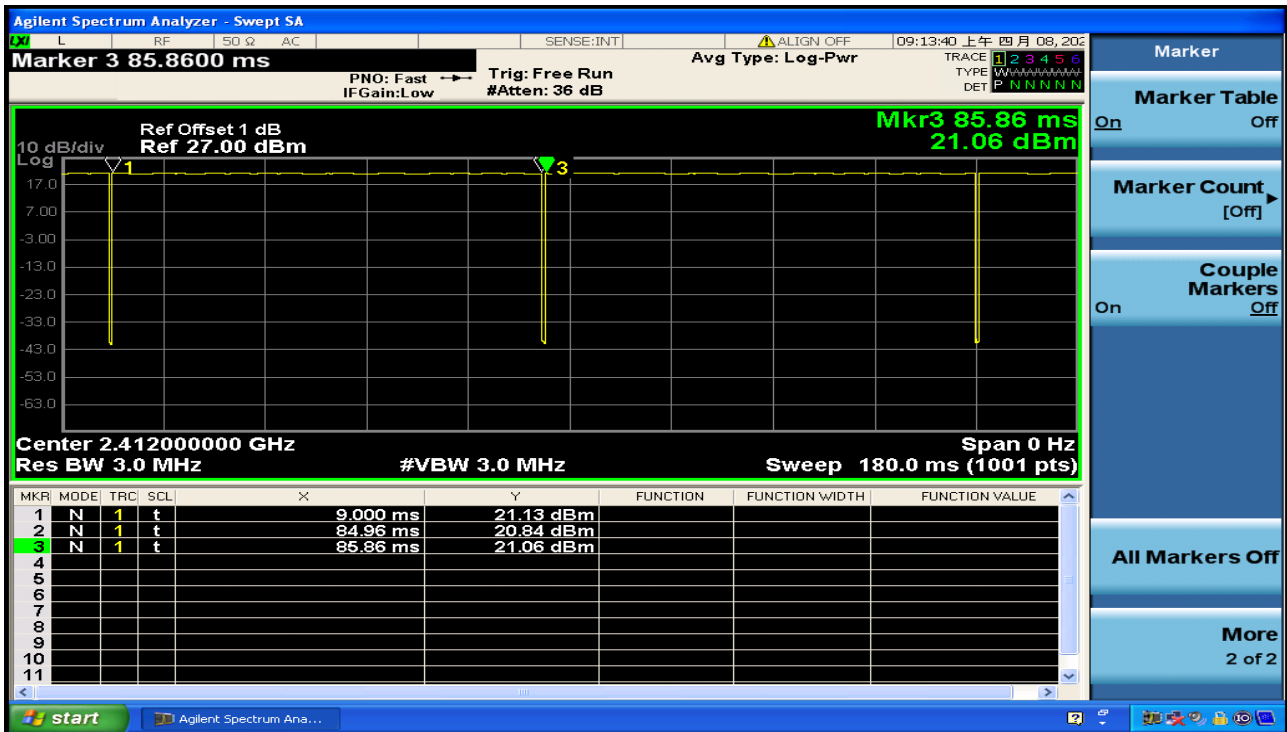 Agilent Spectrum Analyzer - Swept SA
LXI L RF 50 Ω AC SENSE:INT ALIGN OFF 09:13:40 上午 四月 08, 202
Marker 3 85.8600 ms
PNO: Fast
IFGain:Low
Trig: Free Run
#Atten: 36 dB
Avg Type: Log-Pwr
TRACE 1 2 3 4 5 6
TYPE W
DET P N N N N N
Ref Offset 1 dB
10 dB/div Ref 27.00 dBm
Log
Mkr3 85.86 ms
21.06 dBm
1
3
17.0
7.00
-3.00
-13.0
-23.0
-33.0
-43.0
-53.0
-63.0
Center 2.412000000 GHz Span 0 Hz
Res BW 3.0 MHz #VBW 3.0 MHz Sweep 180.0 ms (1001 pts)
MKR MODE TRC SCL X Y FUNCTION FUNCTION WIDTH FUNCTION VALUE
1 N 1 t 9.000 ms 21.13 dBm
2 N 1 t 84.96 ms 20.84 dBm
3 N 1 t 85.86 ms 21.06 dBm
4
5
6
7
8
9
10
11
Marker
Marker Table
On Off
Marker Count
[Off]
Couple
Markers
On Off
All Markers Off
More
2 of 2
start Agilent Spectrum Ana...